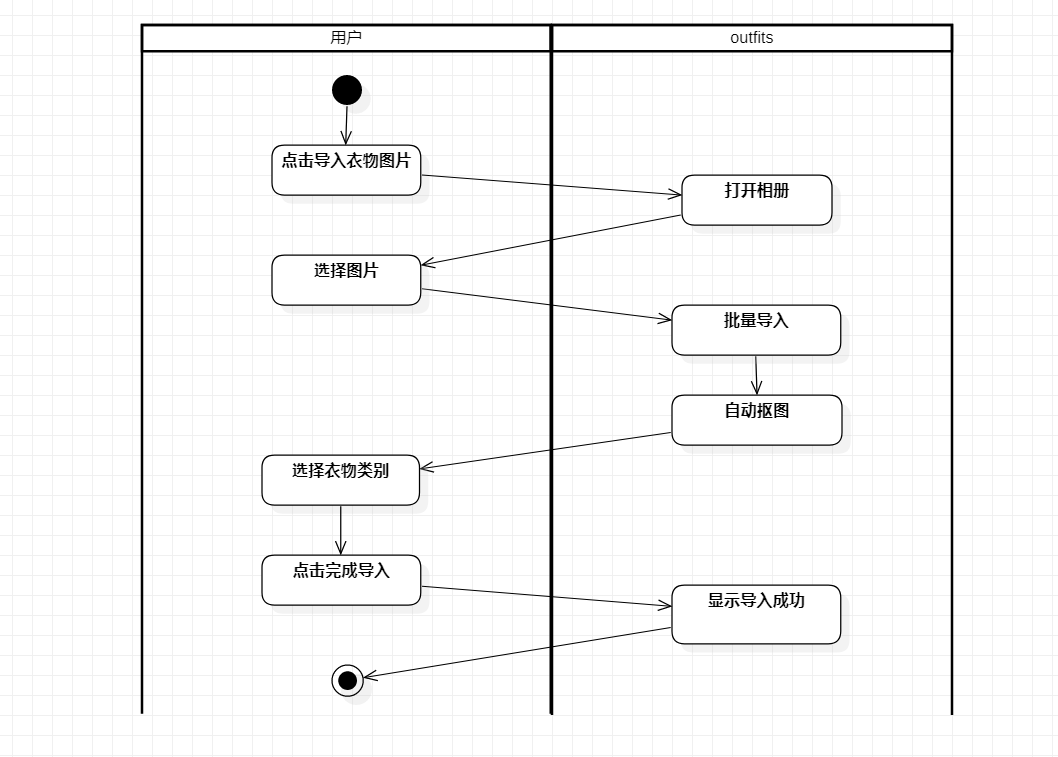 用户
outfits
点击导入衣物图片
打开相册
选择图片
批量导入
自动抠图
选择衣物类别
点击完成导入
显示导入成功